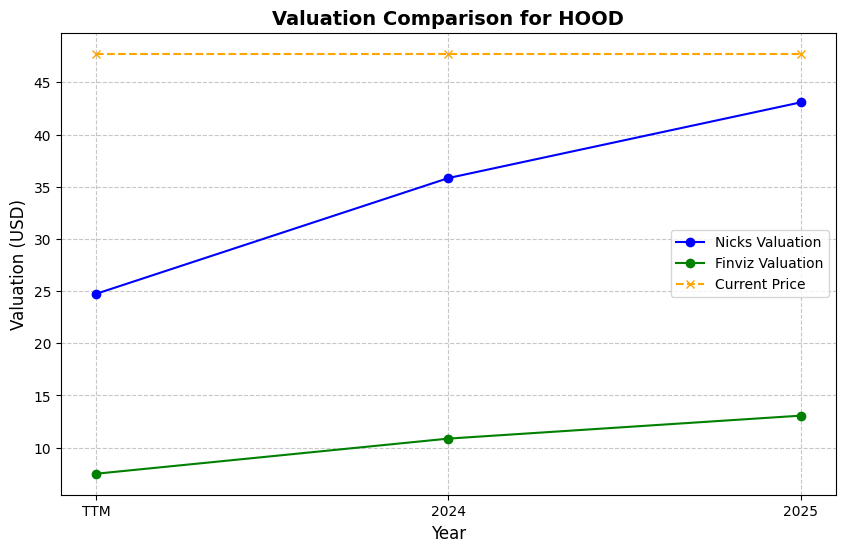 Valuation Comparison for HOOD
Valuation (USD)
45
40
35
30
25
20
15
10
Nicks Valuation
Finviz Valuation
Current Price
TTM
2024
2025
Year